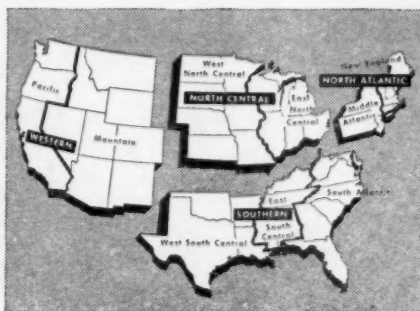 Pacific
WESTERN
Mountain
West
North Central
NORTH CENTRAL
East
North
Central
New England
NORTH ATLANTIC
Middle
Atlantic
West South Central
East
SOUTHERN
South
Central
South Atlantic